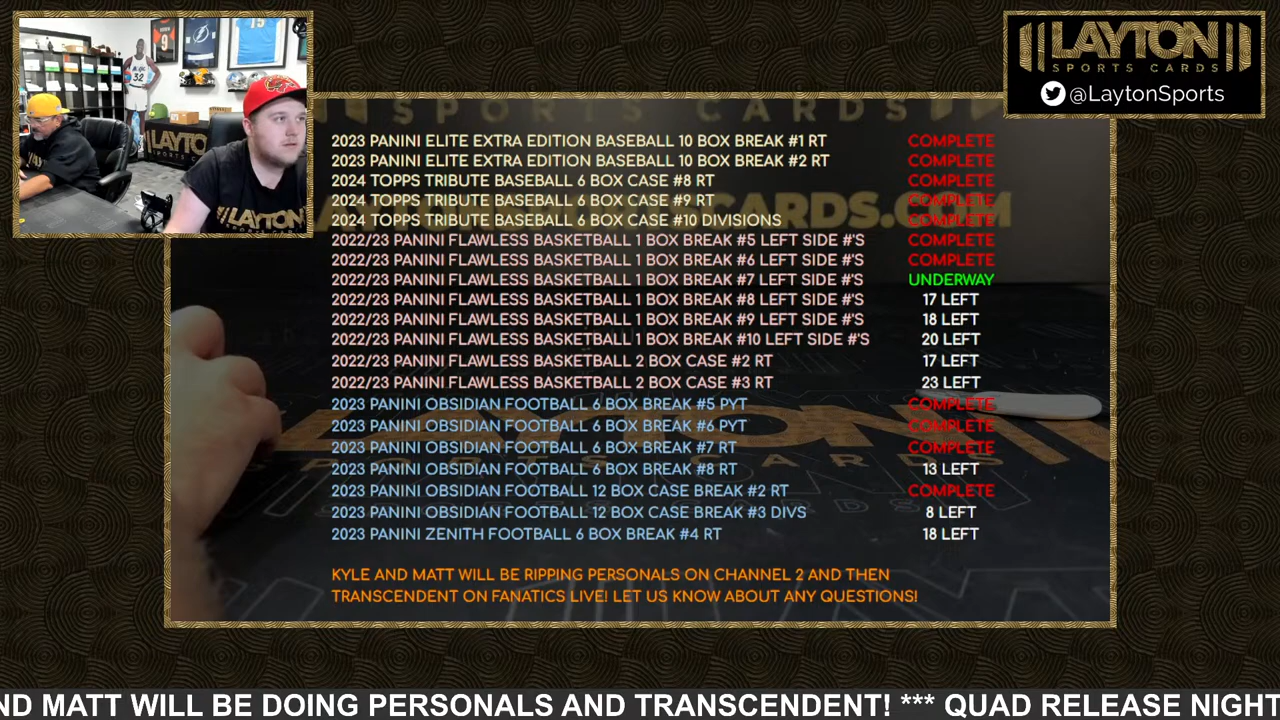 LAYTON
SPORTS CARDS
@LaytonSports
SPORTS CARDS
2023 PANINI ELITE EXTRA EDITION BASEBALL 10 BOX BREAK #1 RT COMPLETE
2023 PANINI ELITE EXTRA EDITION BASEBALL 10 BOX BREAK #2 RT COMPLETE
2024 TOPPS TRIBUTE BASEBALL 6 BOX CASE #8 RT COMPLETE
2024 TOPPS TRIBUTE BASEBALL 6 BOX CASE #9 RT COMPLETE
2024 TOPPS TRIBUTE BASEBALL 6 BOX CASE #10 DIVISIONS COMPLETE
2022/23 PANINI FLAWLESS BASKETBALL 1 BOX BREAK #5 LEFT SIDE #'S COMPLETE
2022/23 PANINI FLAWLESS BASKETBALL 1 BOX BREAK #6 LEFT SIDE #'S COMPLETE
2022/23 PANINI FLAWLESS BASKETBALL 1 BOX BREAK #7 LEFT SIDE #'S UNDERWAY
2022/23 PANINI FLAWLESS BASKETBALL 1 BOX BREAK #8 LEFT SIDE #'S 17 LEFT
2022/23 PANINI FLAWLESS BASKETBALL 1 BOX BREAK #9 LEFT SIDE #'S 18 LEFT
2022/23 PANINI FLAWLESS BASKETBALL 1 BOX BREAK #10 LEFT SIDE #'S 20 LEFT
2022/23 PANINI FLAWLESS BASKETBALL 2 BOX CASE #2 RT 17 LEFT
2022/23 PANINI FLAWLESS BASKETBALL 2 BOX CASE #3 RT 23 LEFT
2023 PANINI OBSIDIAN FOOTBALL 6 BOX BREAK #5 PYT COMPLETE
2023 PANINI OBSIDIAN FOOTBALL 6 BOX BREAK #6 PYT COMPLETE
2023 PANINI OBSIDIAN FOOTBALL 6 BOX BREAK #7 RT COMPLETE
2023 PANINI OBSIDIAN FOOTBALL 6 BOX BREAK #8 RT 13 LEFT
2023 PANINI OBSIDIAN FOOTBALL 12 BOX CASE BREAK #2 RT COMPLETE
2023 PANINI OBSIDIAN FOOTBALL 12 BOX CASE BREAK #3 DIVS 8 LEFT
2023 PANINI ZENITH FOOTBALL 6 BOX BREAK #4 RT 18 LEFT
KYLE AND MATT WILL BE RIPPING PERSONALS ON CHANNEL 2 AND THEN
TRANSCENDENT ON FANATICS LIVE! LET US KNOW ABOUT ANY QUESTIONS!
ND MATT WILL BE DOING PERSONALS AND TRANSCENDENT! *** QUAD RELEASE NIGHT